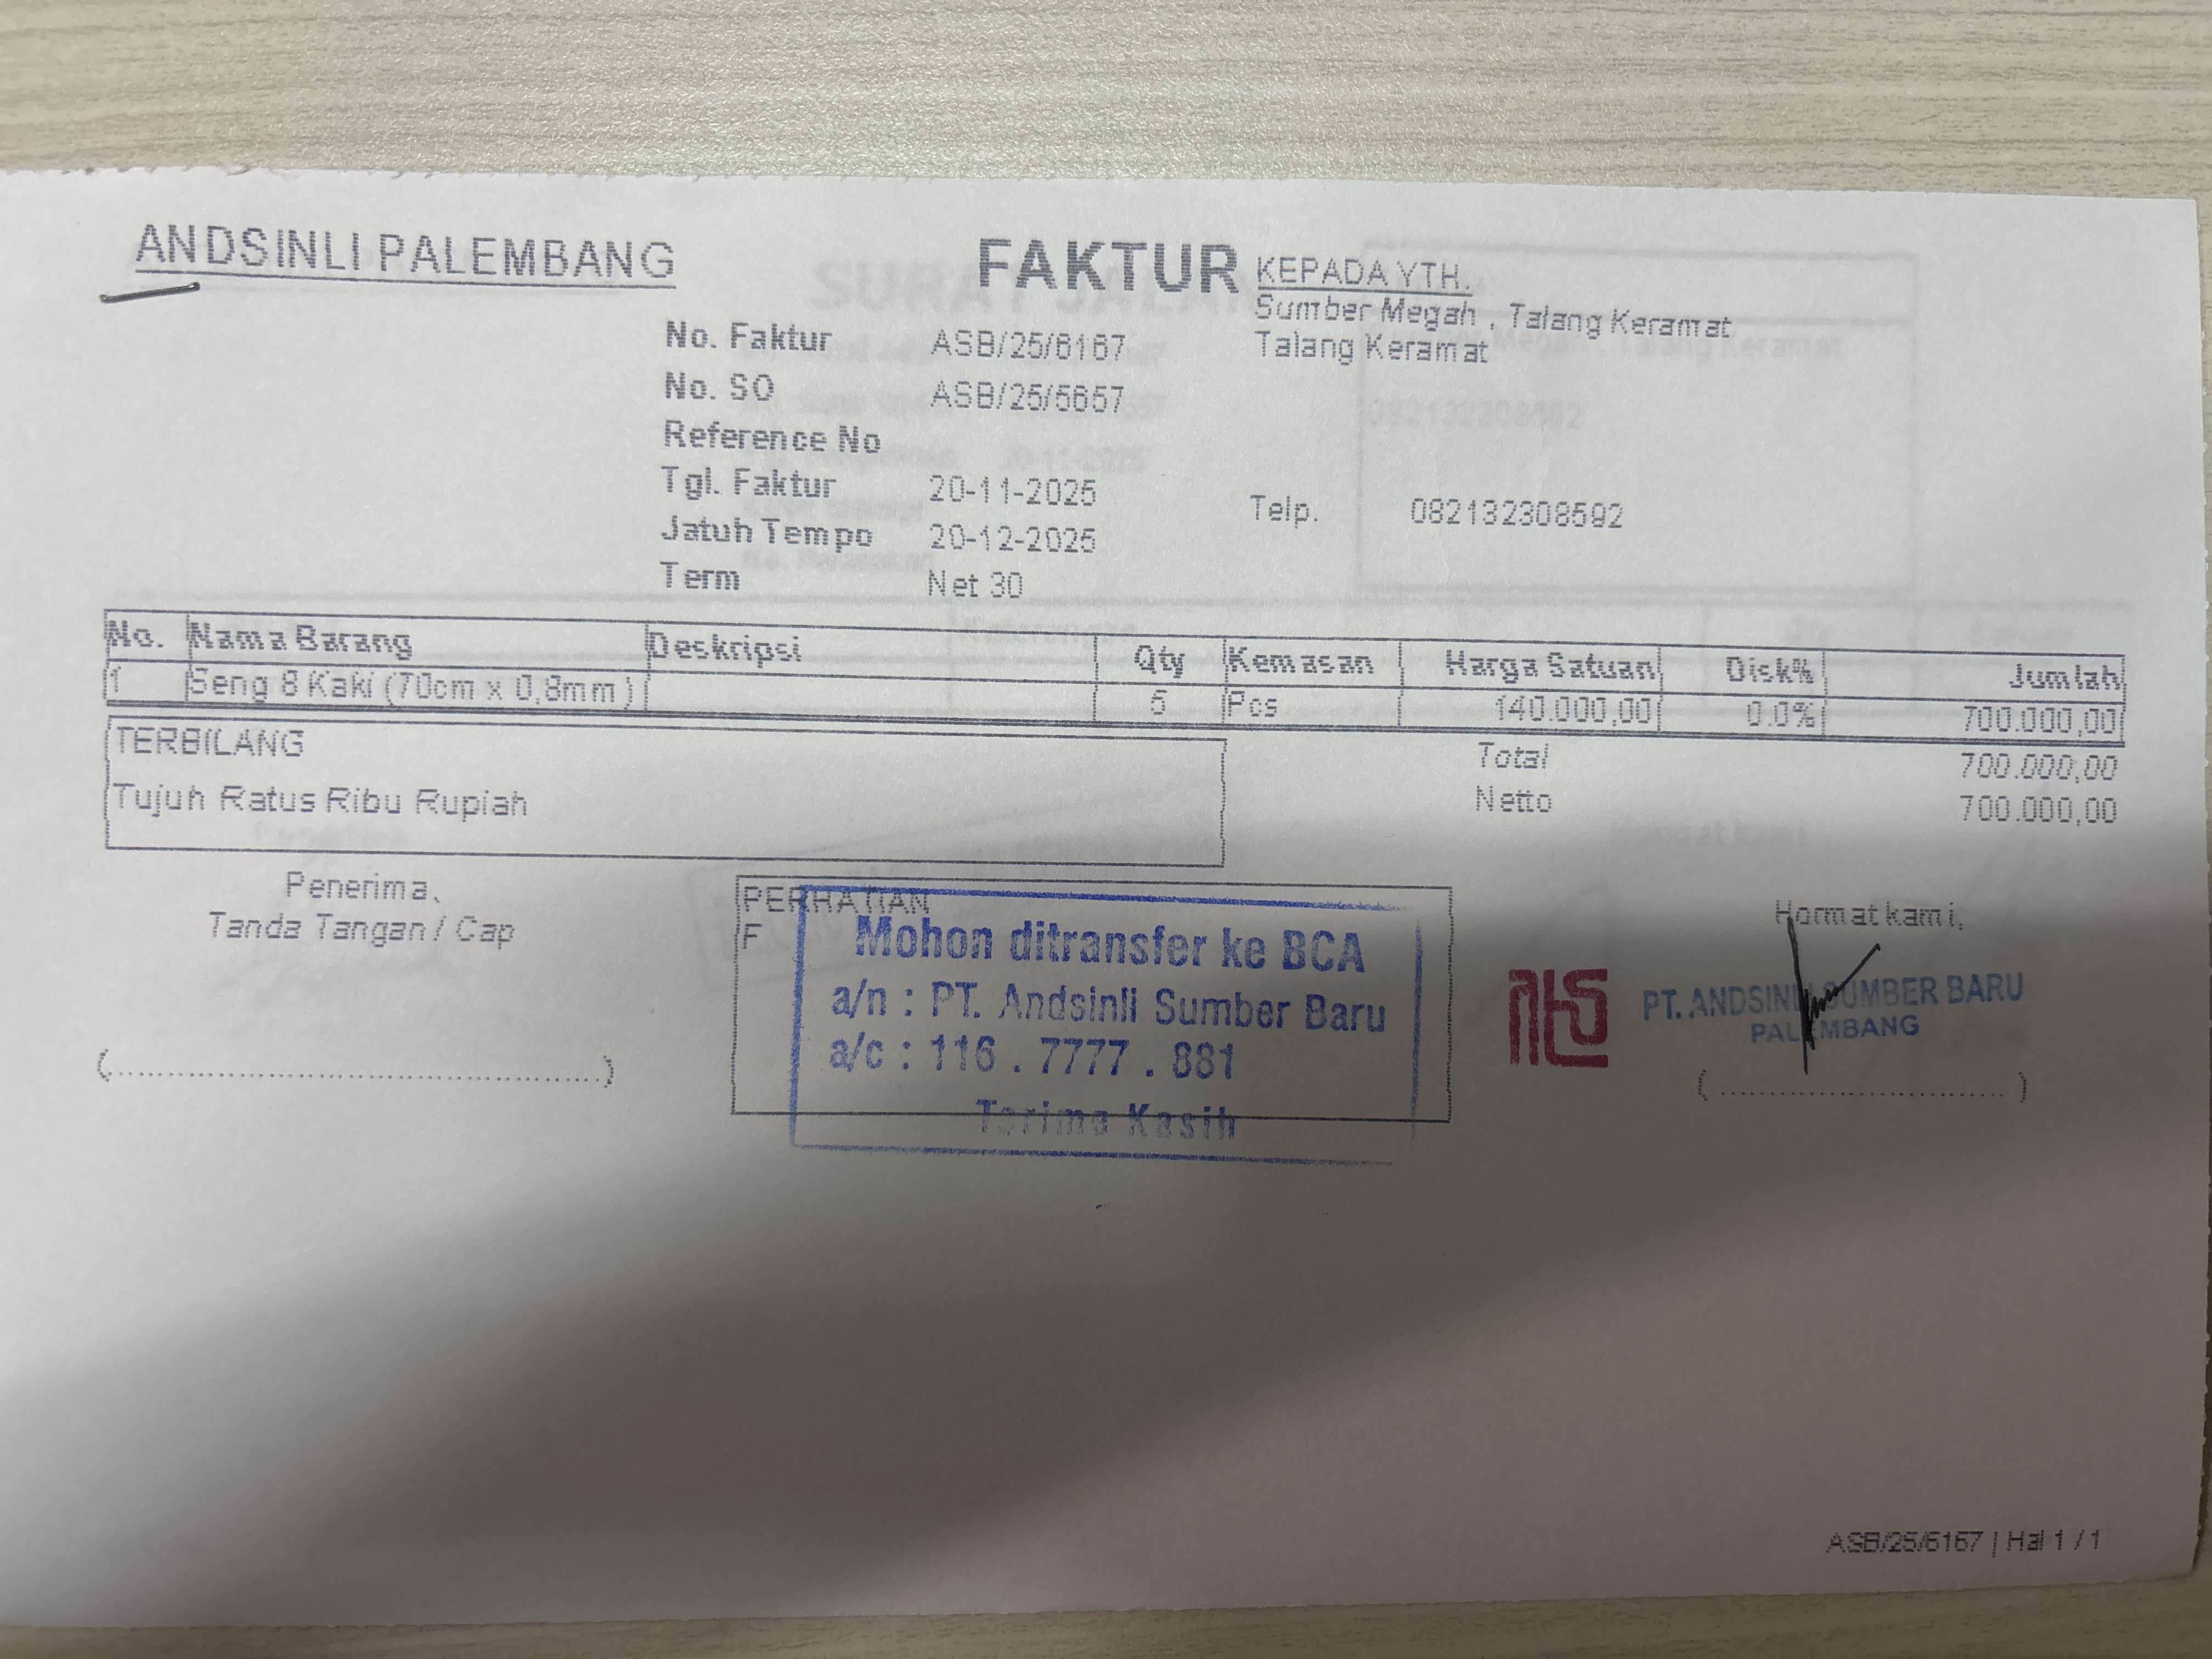 ANDSINLI PALEMBANG
FAKTUR
KEPADA YTH.
Sumber Megah , Talang Keramat
Talang Keramat
No. Faktur ASB/25/6167
No. SO ASB/25/5657
Reference No
Tgl. Faktur 20-11-2025
Telp. 082132308592
Jatuh Tempo 20-12-2025
Term Net 30
No. Nama Barang Deskripsi Qty Kemasan Harga Satuan Disk% Jumlah
1 Seng 8 Kaki (70cm x 0,8mm) 5 Pcs 140.000,00 0.0% 700.000,00
TERBILANG
Total 700.000,00
Tujuh Ratus Ribu Rupiah
Netto 700.000,00
Penerima,
Tanda Tangan / Cap
PERHATIAN
F
Mohon ditransfer ke BCA
a/n : PT. Andsinli Sumber Baru
a/c : 116 . 7777 . 881
Terima Kasih
Hormat kami,
PT. ANDSINLI SUMBER BARU
PALEMBANG
(..................................................)
( ............................. )
ASB/25/6167 | Hal 1 / 1